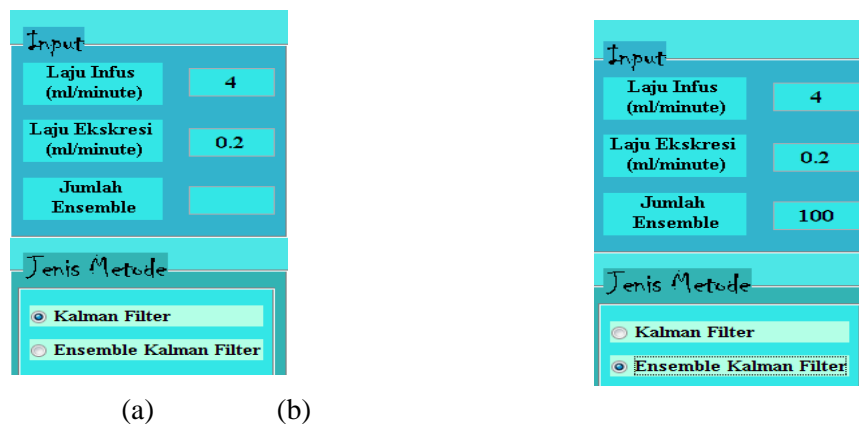 Input
Laju Infus
(ml/minute)
4
Laju Ekskresi
(ml/minute)
0.2
Jumlah
Ensemble
Jenis Metode
Kalman Filter
Ensemble Kalman Filter
Input
Laju Infus
(ml/minute)
4
Laju Ekskresi
(ml/minute)
0.2
Jumlah
Ensemble
100
Jenis Metode
Kalman Filter
Ensemble Kalman Filter
(a) (b)